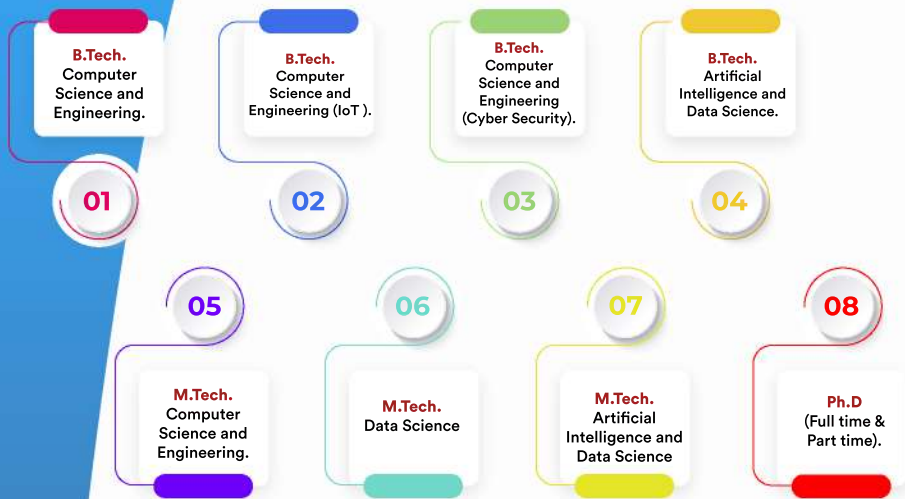 B.Tech.
Computer
Science and
Engineering.
01
B.Tech.
Computer
Science and
Engineering (IoT ).
02
B.Tech.
Computer
Science and
Engineering
(Cyber Security).
03
B.Tech.
Artificial
Intelligence and
Data Science.
04
05
M.Tech.
Computer
Science and
Engineering.
06
M.Tech.
Data Science
07
M.Tech.
Artificial
Intelligence and
Data Science
08
Ph.D
(Full time &
Part time).